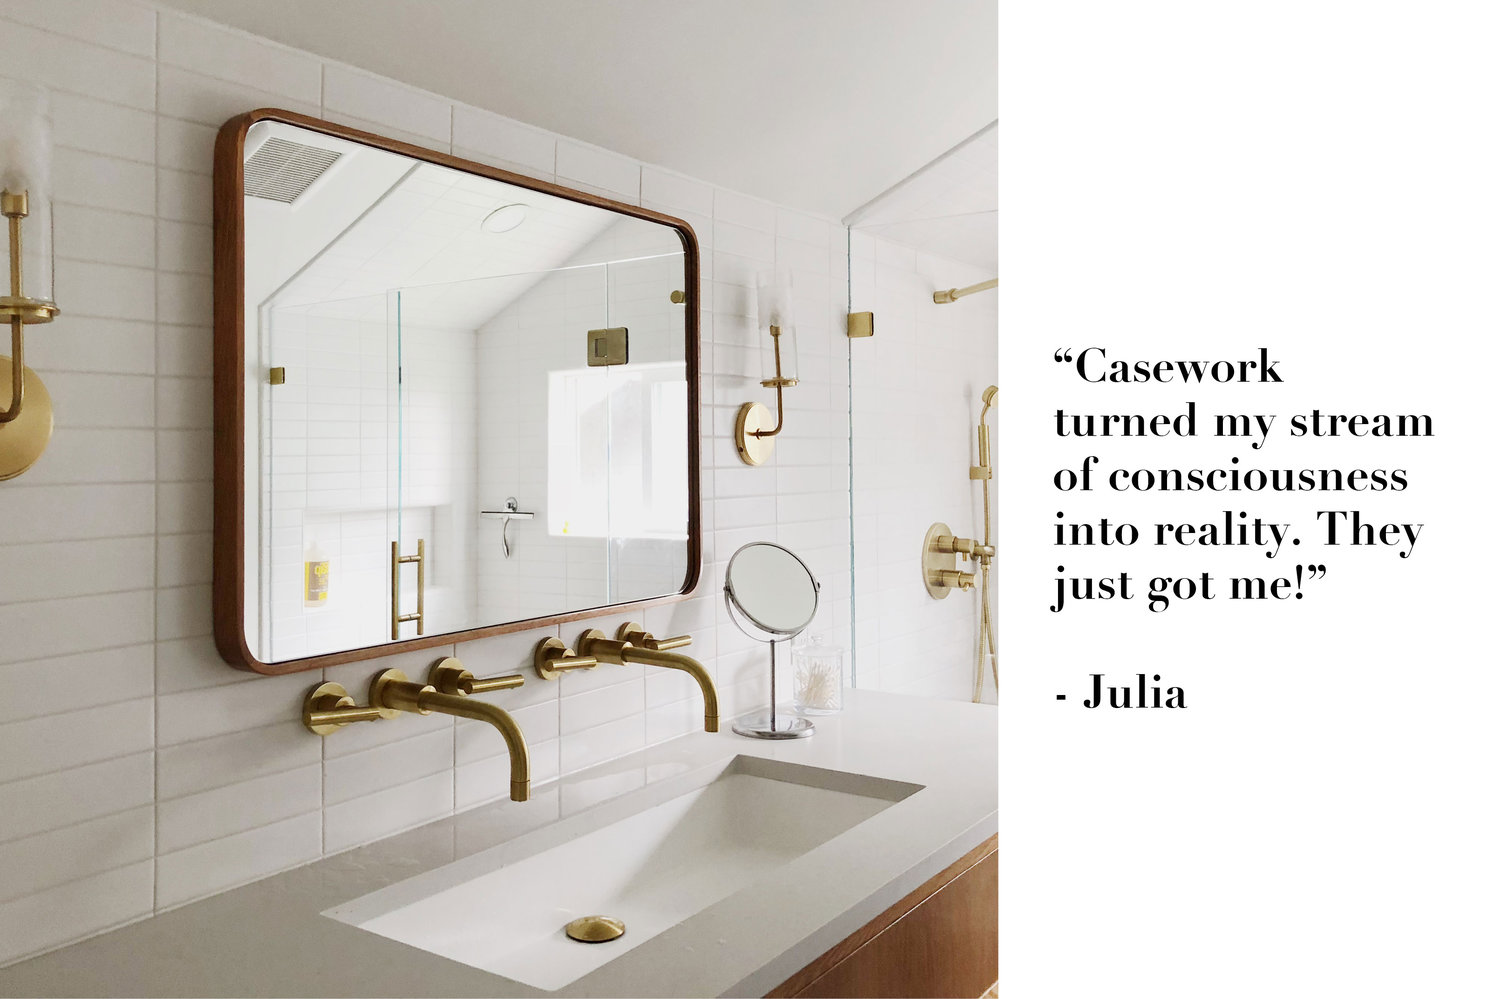 “Casework
turned my stream
of consciousness
into reality. They
just got me!”
- Julia